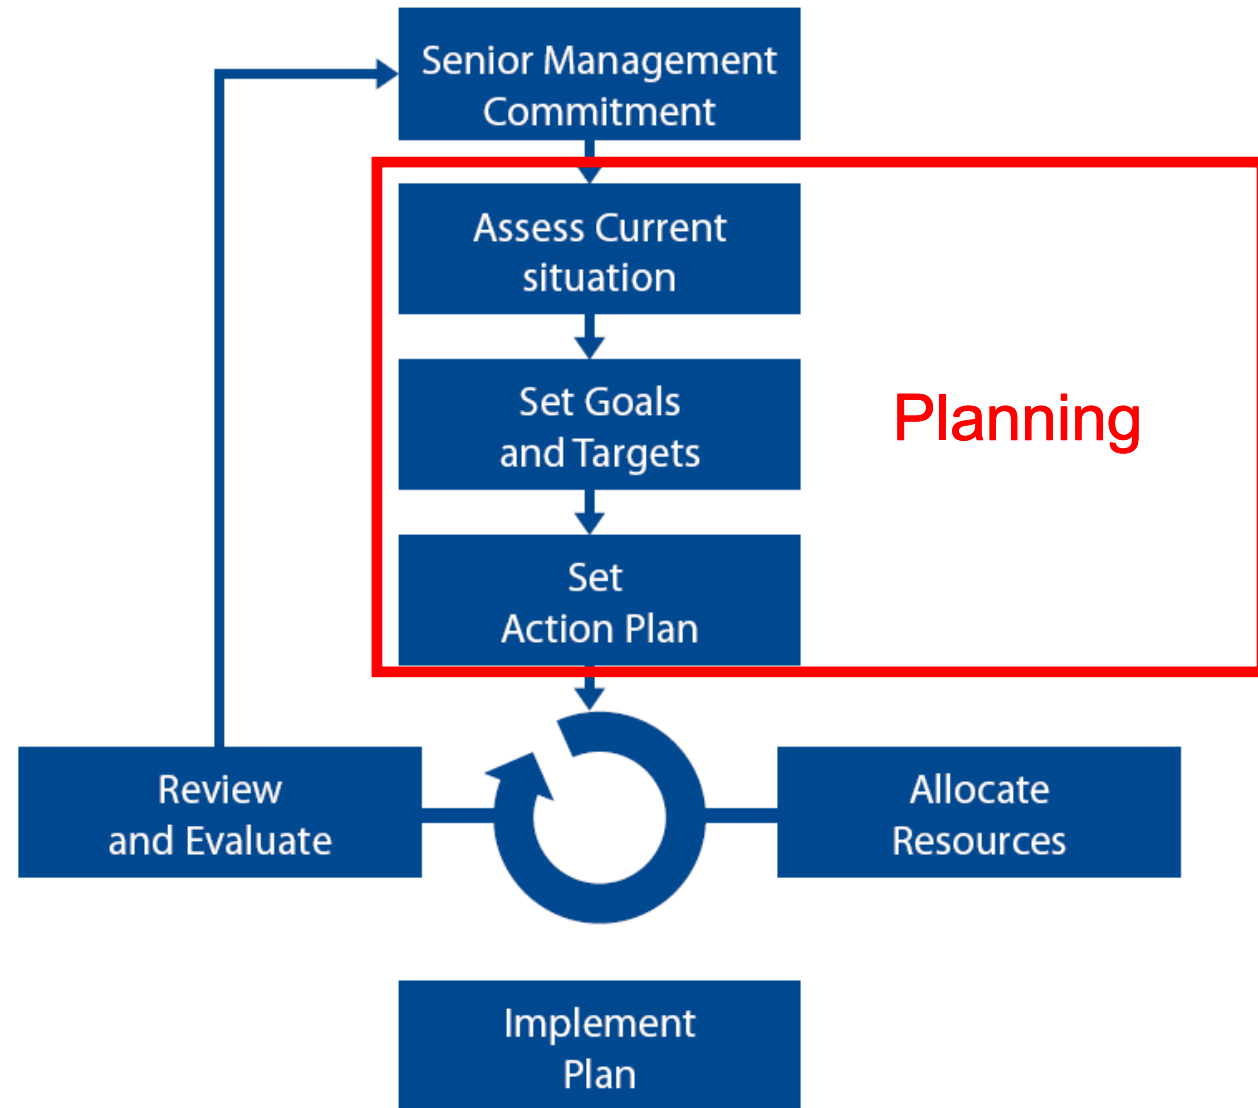 Senior Management
Commitment
Assess Current
situation
Set Goals
and Targets
Planning
Set
Action Plan
Review
and Evaluate
Allocate
Resources
Implement
Plan